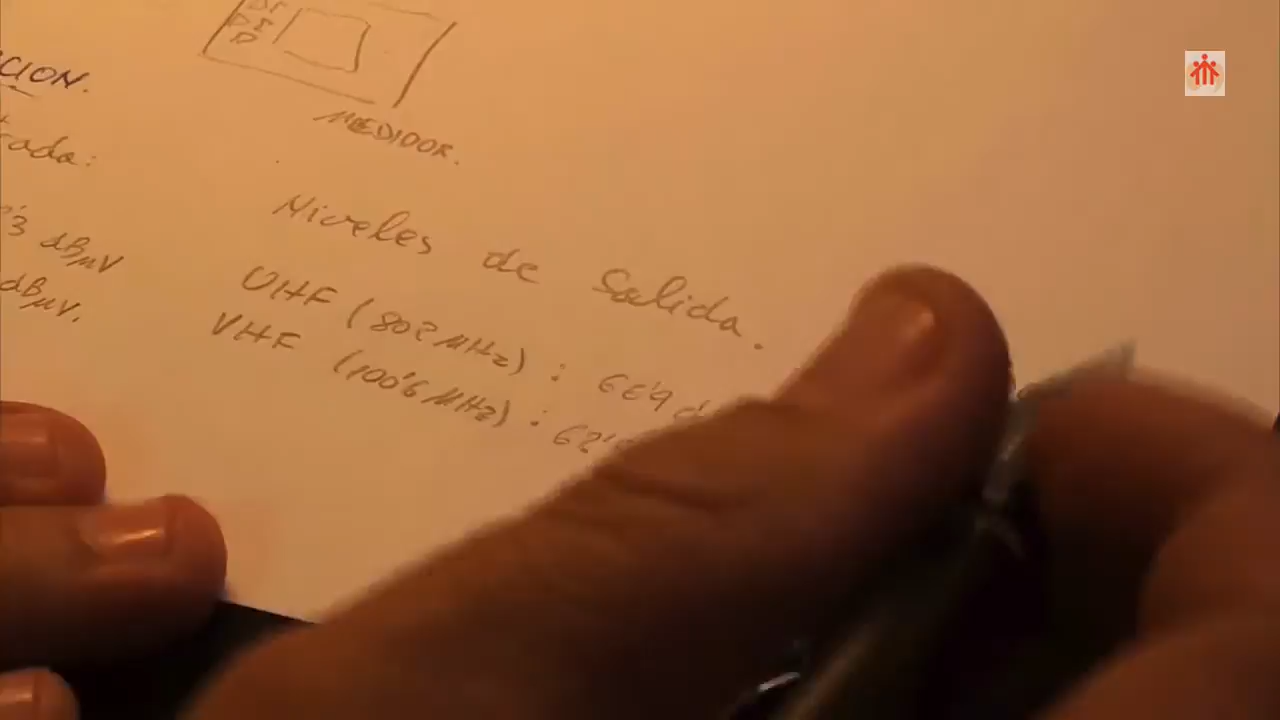 MEDIDOR.
CION.
rada:
'3 dBμV
dBμV.
Niveles de Salida.
UHF (802 MHz) : 66'9 d
VHF (100'6 MHz) : 62'